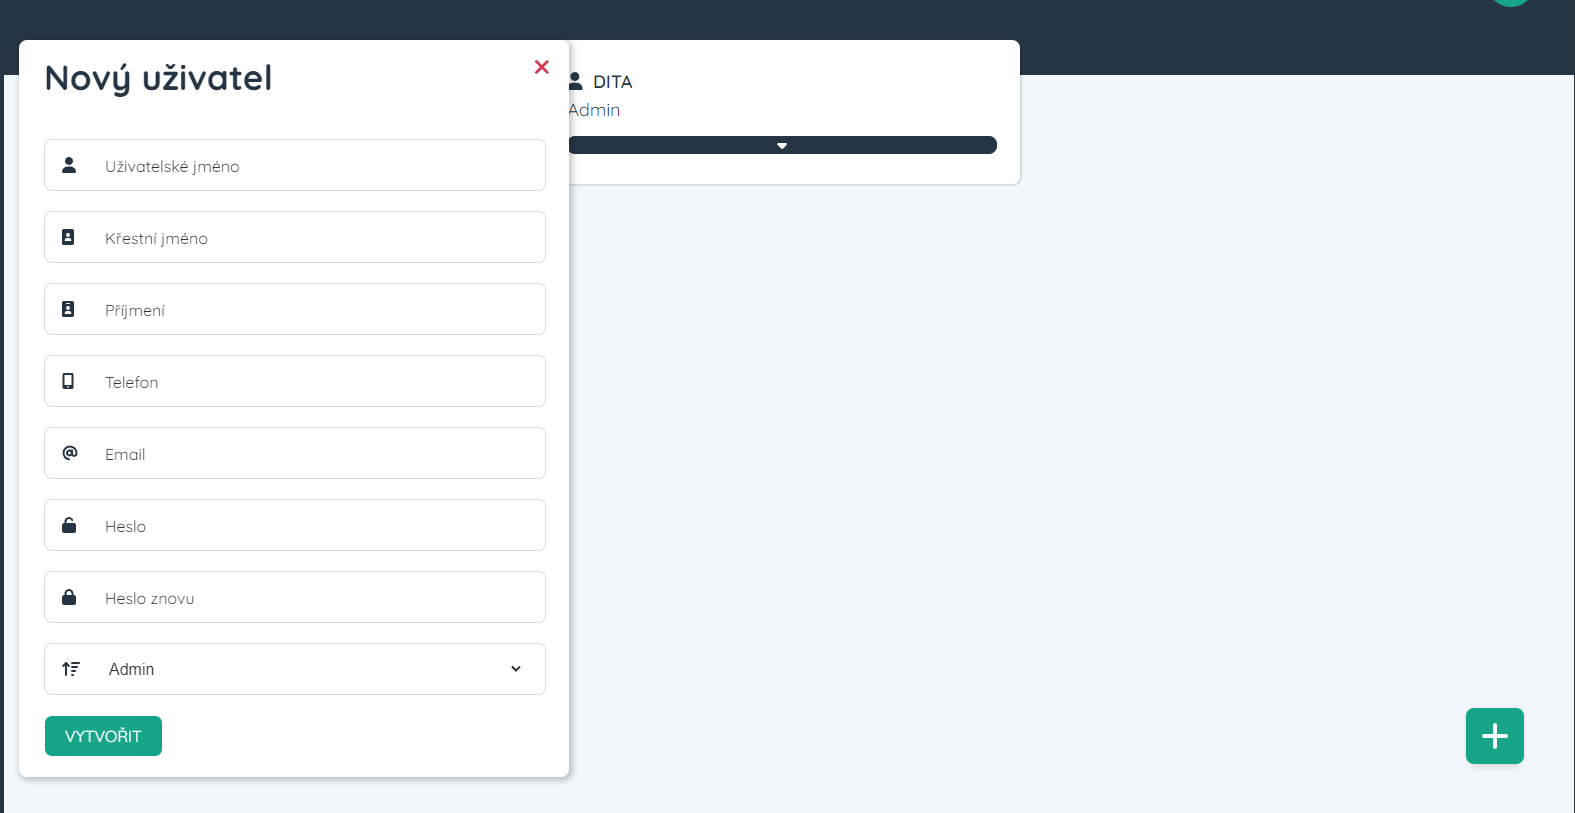 Nový uživatel
DITA
Admin
Uživatelské jméno
Křestní jméno
Příjmení
Telefon
Email
Heslo
Heslo znovu
Admin
VYTVOŘIT